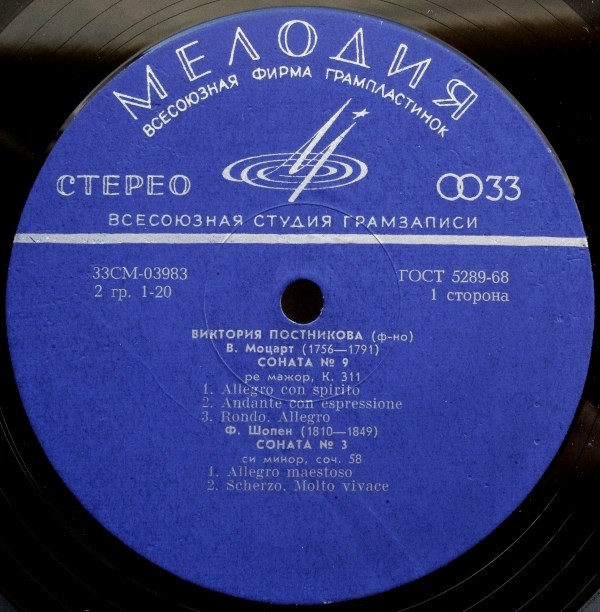 МЕЛОДИЯ
ВСЕСОЮЗНАЯ ФИРМА ГРАМПЛАСТИНОК
СТЕРЕО 33
ВСЕСОЮЗНАЯ СТУДИЯ ГРАМЗАПИСИ
33СМ-03983 ГОСТ 5289-68
2 гр. 1-20 1 сторона
ВИКТОРИЯ ПОСТНИКОВА (ф-но)
В. Моцарт (1756—1791)
СОНАТА № 9
ре мажор, К. 311
1. Allegro con spirito
2. Andante con espressione
3. Rondo. Allegro
Ф. Шопен (1810—1849)
СОНАТА № 3
си минор, соч. 58
1. Allegro maestoso
2. Scherzo. Molto vivace